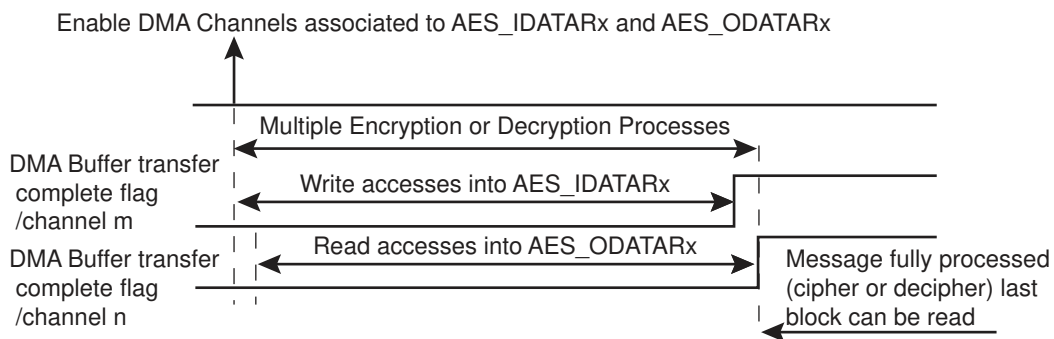 Enable DMA Channels associated to AES_IDATARx and AES_ODATARx
Multiple Encryption or Decryption Processes
DMA Buffer transfer
complete flag
/channel m
Write accesses into AES_IDATARx
Read accesses into AES_ODATARx
DMA Buffer transfer
complete flag
/channel n
Message fully processed
(cipher or decipher) last
block can be read